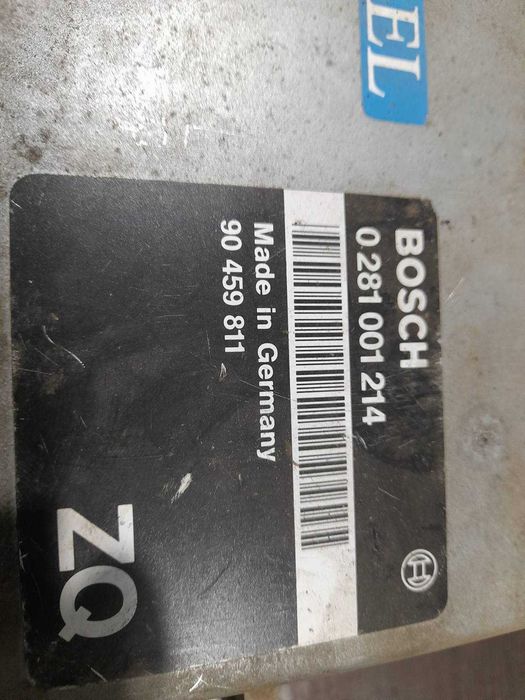 EL
BOSCH
0 281 001 214
Made in Germany
90 459 811
ZQ